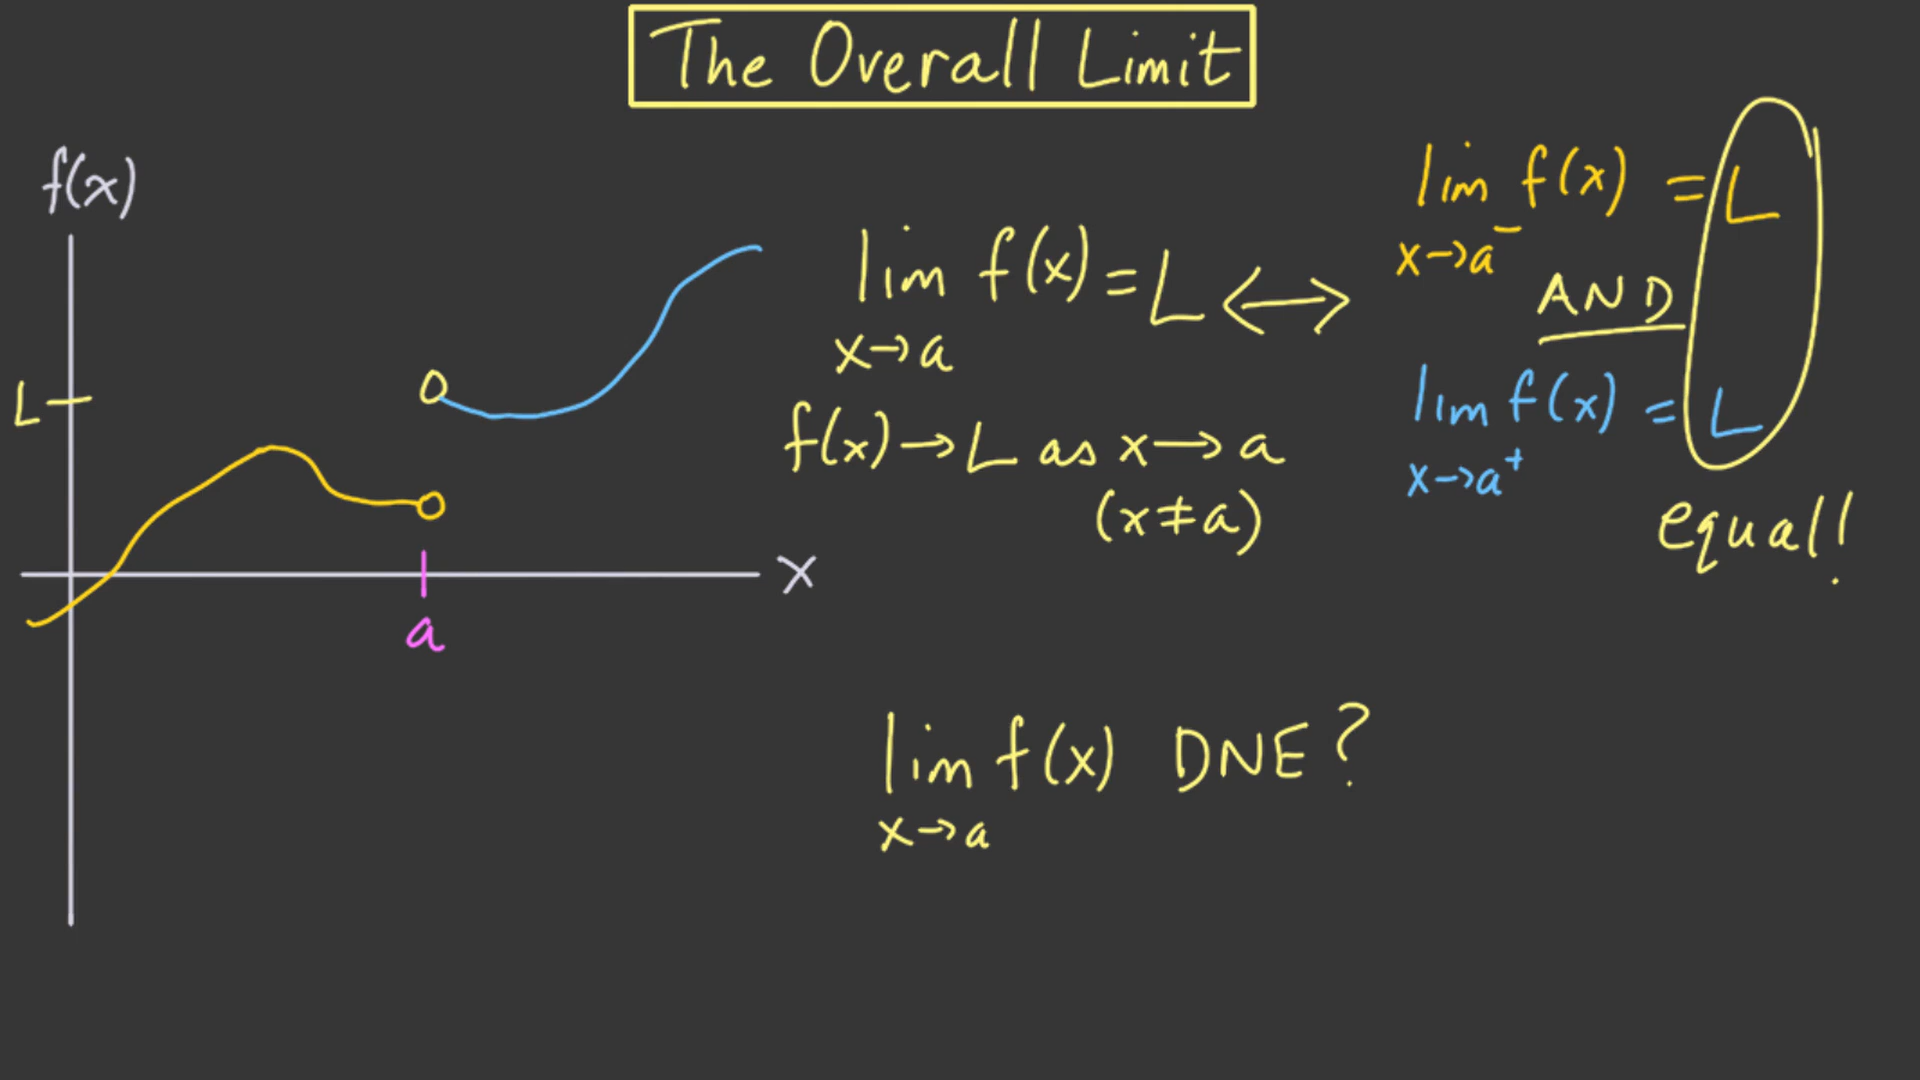 The Overall Limit
f(x)
L
x
a
lim f(x) = L ⟷
x→a
f(x) → L as x → a
(x ≠ a)
lim f(x) = L
x→a⁻
AND
lim f(x) = L
x→a⁺
equal!
lim f(x) DNE?
x→a